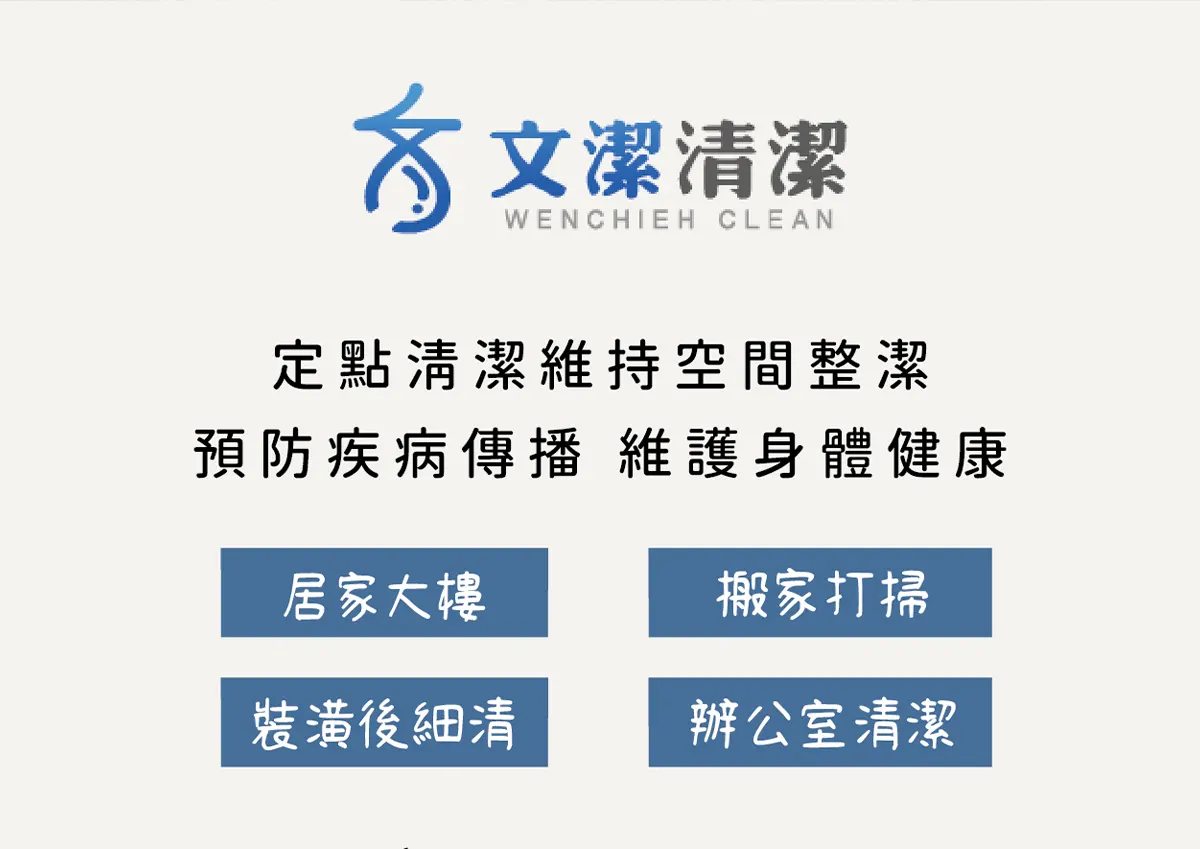 文潔清潔
WENCHIEH CLEAN
定點清潔維持空間整潔
預防疾病傳播 維護身體健康
居家大樓
搬家打掃
裝潢後細清
辦公室清潔